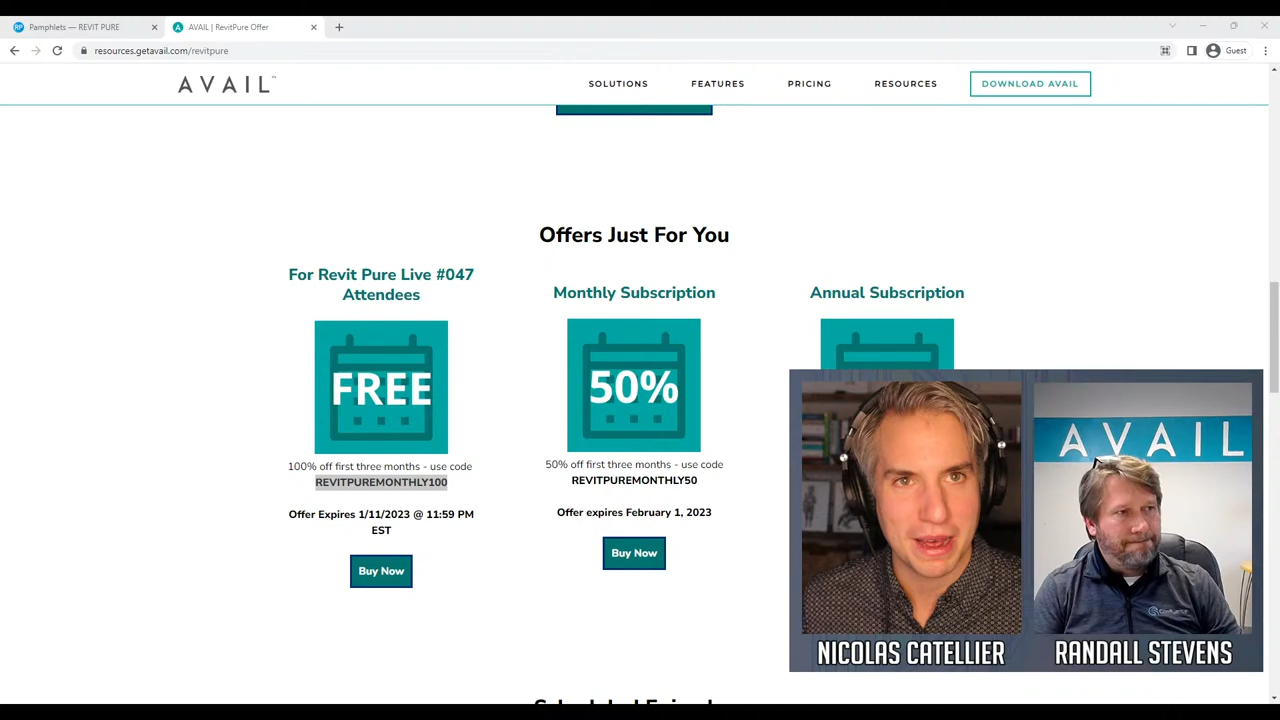 Pamphlets — REVIT PURE
AVAIL | RevitPure Offer
resources.getavail.com/revitpure
Guest
AVAIL™
SOLUTIONS
FEATURES
PRICING
RESOURCES
DOWNLOAD AVAIL
Offers Just For You
For Revit Pure Live #047
Attendees
FREE
100% off first three months - use code
REVITPUREMONTHLY100
Offer Expires 1/11/2023 @ 11:59 PM
EST
Buy Now
Monthly Subscription
50%
50% off first three months - use code
REVITPUREMONTHLY50
Offer expires February 1, 2023
Buy Now
Annual Subscription
AVAIL
NICOLAS CATELLIER
RANDALL STEVENS